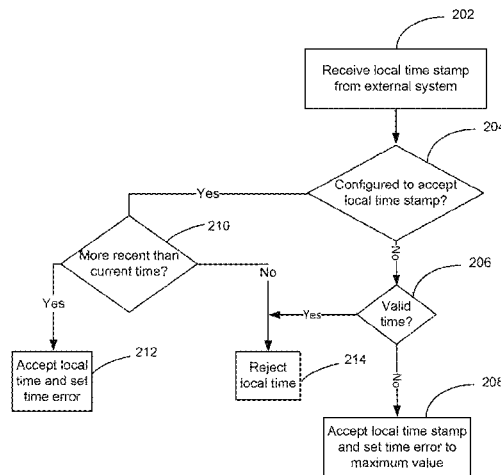 202
Receive local time stamp
from external system
204
Configured to accept
local time stamp?
Yes
No
210
More recent than
current time?
Yes
No
206
Valid
time?
Yes
No
212
Accept local
time and set
time error
214
Reject
local time
208
Accept local time stamp
and set time error to
maximum value